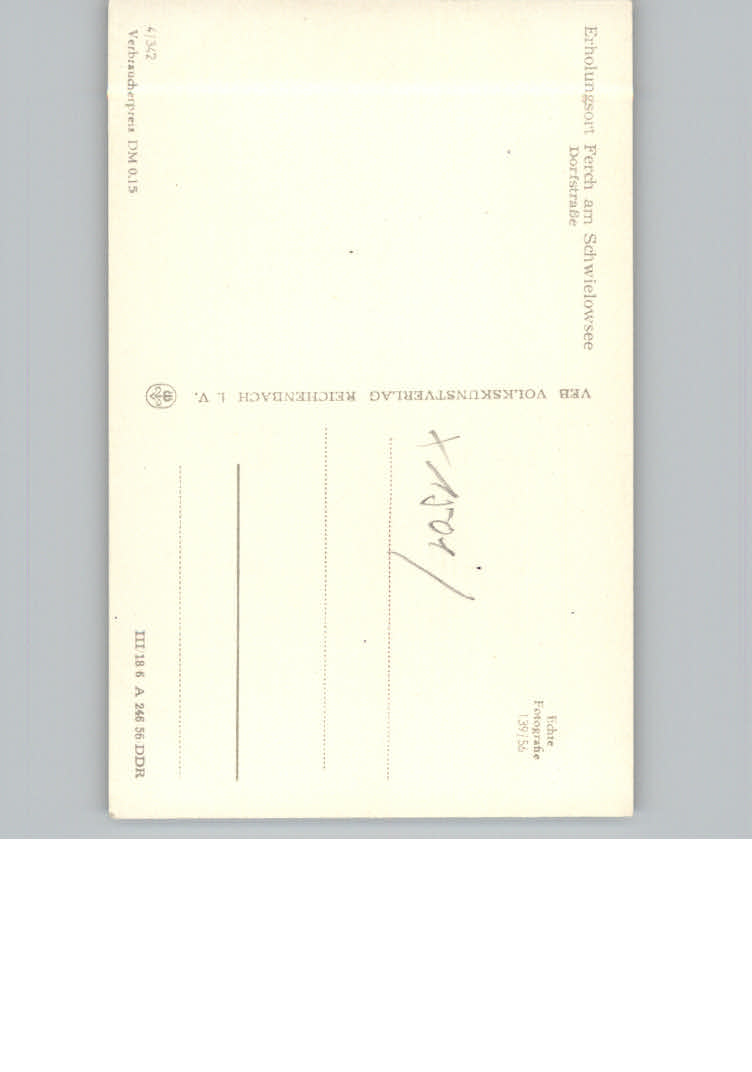 Erholungsort Ferch am Schwielowsee
Dorfstraße
4/342
Verbraucherpreis DM 0.15
VEB VOLKSKUNSTVERLAG REICHENBACH i. V.
Echte
Fotografie
139/56
III/18/6 A 246 56 DDR